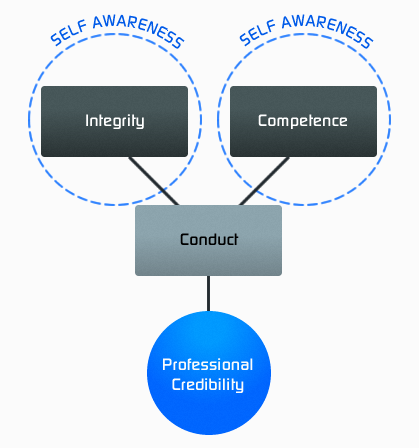 SELF AWARENESS
SELF AWARENESS
Integrity
Competence
Conduct
Professional
Credibility